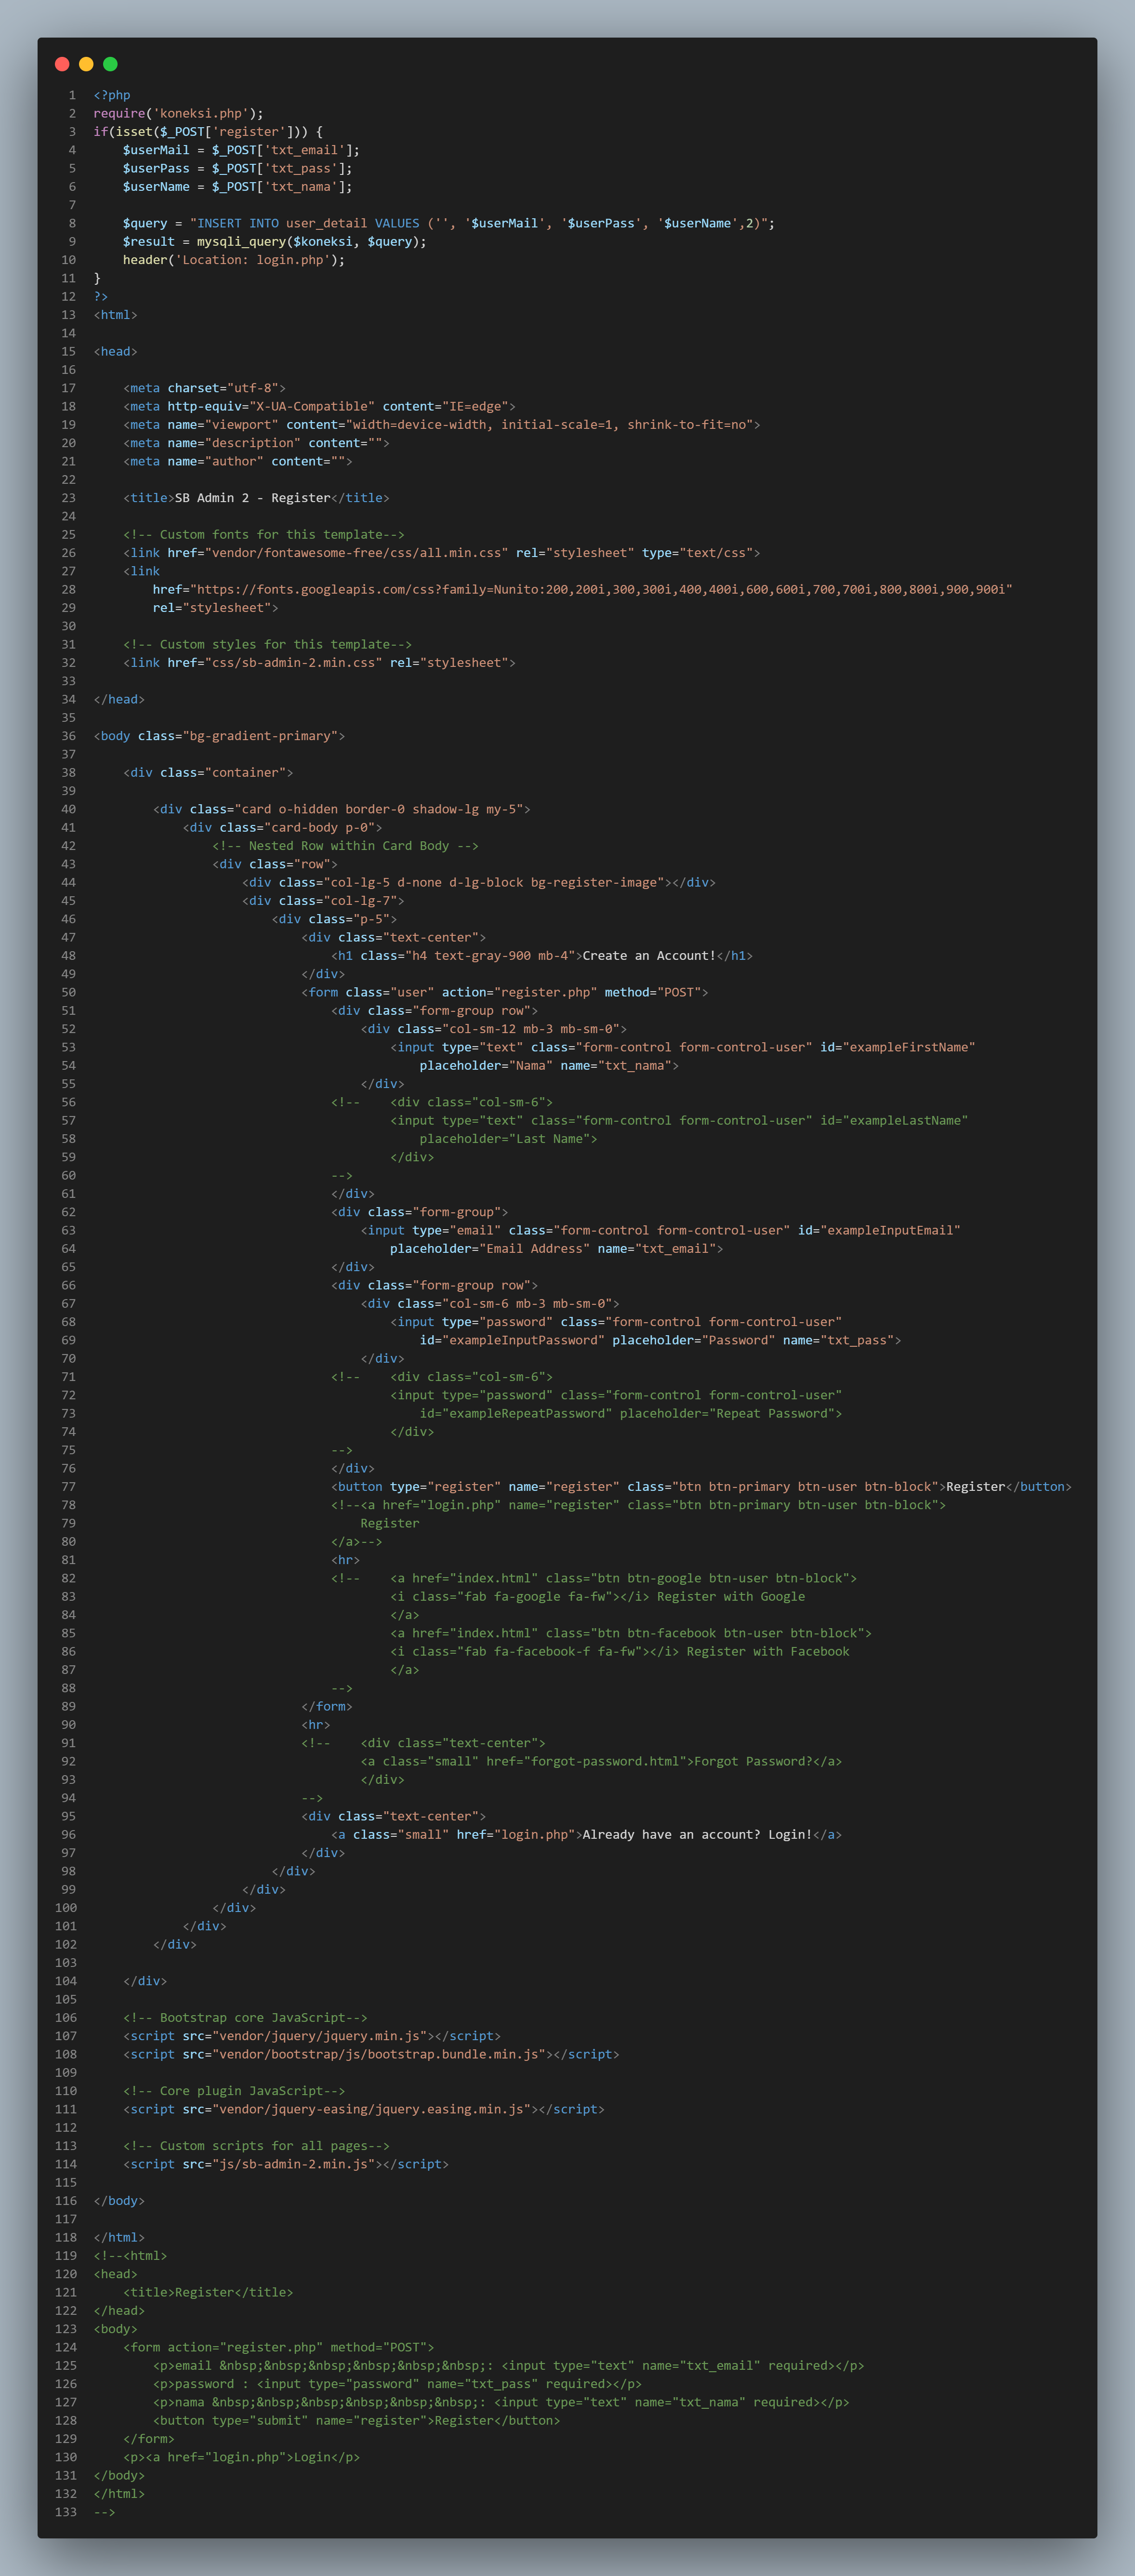 1 <?php
2 require('koneksi.php');
3 if(isset($_POST['register'])) {
4     $userMail = $_POST['txt_email'];
5     $userPass = $_POST['txt_pass'];
6     $userName = $_POST['txt_nama'];
7
8     $query = "INSERT INTO user_detail VALUES ('', '$userMail', '$userPass', '$userName',2)";
9     $result = mysqli_query($koneksi, $query);
10     header('Location: login.php');
11 }
12 ?>
13 <html>
14
15 <head>
16
17     <meta charset="utf-8">
18     <meta http-equiv="X-UA-Compatible" content="IE=edge">
19     <meta name="viewport" content="width=device-width, initial-scale=1, shrink-to-fit=no">
20     <meta name="description" content="">
21     <meta name="author" content="">
22
23     <title>SB Admin 2 - Register</title>
24
25     <!-- Custom fonts for this template-->
26     <link href="vendor/fontawesome-free/css/all.min.css" rel="stylesheet" type="text/css">
27     <link
28         href="https://fonts.googleapis.com/css?family=Nunito:200,200i,300,300i,400,400i,600,600i,700,700i,800,800i,900,900i"
29         rel="stylesheet">
30
31     <!-- Custom styles for this template-->
32     <link href="css/sb-admin-2.min.css" rel="stylesheet">
33
34 </head>
35
36 <body class="bg-gradient-primary">
37
38     <div class="container">
39
40         <div class="card o-hidden border-0 shadow-lg my-5">
41             <div class="card-body p-0">
42                 <!-- Nested Row within Card Body -->
43                 <div class="row">
44                     <div class="col-lg-5 d-none d-lg-block bg-register-image"></div>
45                     <div class="col-lg-7">
46                         <div class="p-5">
47                             <div class="text-center">
48                                 <h1 class="h4 text-gray-900 mb-4">Create an Account!</h1>
49                             </div>
50                             <form class="user" action="register.php" method="POST">
51                                 <div class="form-group row">
52                                     <div class="col-sm-12 mb-3 mb-sm-0">
53                                         <input type="text" class="form-control form-control-user" id="exampleFirstName"
54                                             placeholder="Nama" name="txt_nama">
55                                     </div>
56                                 <!--    <div class="col-sm-6">
57                                         <input type="text" class="form-control form-control-user" id="exampleLastName"
58                                             placeholder="Last Name">
59                                         </div>
60                                 -->
61                                 </div>
62                                 <div class="form-group">
63                                     <input type="email" class="form-control form-control-user" id="exampleInputEmail"
64                                         placeholder="Email Address" name="txt_email">
65                                 </div>
66                                 <div class="form-group row">
67                                     <div class="col-sm-6 mb-3 mb-sm-0">
68                                         <input type="password" class="form-control form-control-user"
69                                             id="exampleInputPassword" placeholder="Password" name="txt_pass">
70                                     </div>
71                                 <!--    <div class="col-sm-6">
72                                         <input type="password" class="form-control form-control-user"
73                                             id="exampleRepeatPassword" placeholder="Repeat Password">
74                                         </div>
75                                 -->
76                                 </div>
77                                 <button type="register" name="register" class="btn btn-primary btn-user btn-block">Register</button>
78                                 <!--<a href="login.php" name="register" class="btn btn-primary btn-user btn-block">
79                                     Register
80                                 </a>-->
81                                 <hr>
82                                 <!--    <a href="index.html" class="btn btn-google btn-user btn-block">
83                                         <i class="fab fa-google fa-fw"></i> Register with Google
84                                         </a>
85                                         <a href="index.html" class="btn btn-facebook btn-user btn-block">
86                                         <i class="fab fa-facebook-f fa-fw"></i> Register with Facebook
87                                         </a>
88                                 -->
89                             </form>
90                             <hr>
91                             <!--    <div class="text-center">
92                                     <a class="small" href="forgot-password.html">Forgot Password?</a>
93                                     </div>
94                             -->
95                             <div class="text-center">
96                                 <a class="small" href="login.php">Already have an account? Login!</a>
97                             </div>
98                         </div>
99                     </div>
100                 </div>
101             </div>
102         </div>
103
104     </div>
105
106     <!-- Bootstrap core JavaScript-->
107     <script src="vendor/jquery/jquery.min.js"></script>
108     <script src="vendor/bootstrap/js/bootstrap.bundle.min.js"></script>
109
110     <!-- Core plugin JavaScript-->
111     <script src="vendor/jquery-easing/jquery.easing.min.js"></script>
112
113     <!-- Custom scripts for all pages-->
114     <script src="js/sb-admin-2.min.js"></script>
115
116 </body>
117
118 </html>
119 <!--<html>
120 <head>
121     <title>Register</title>
122 </head>
123 <body>
124     <form action="register.php" method="POST">
125         <p>email &nbsp;&nbsp;&nbsp;&nbsp;&nbsp;&nbsp;: <input type="text" name="txt_email" required></p>
126         <p>password : <input type="password" name="txt_pass" required></p>
127         <p>nama &nbsp;&nbsp;&nbsp;&nbsp;&nbsp;&nbsp;: <input type="text" name="txt_nama" required></p>
128         <button type="submit" name="register">Register</button>
129     </form>
130     <p><a href="login.php">Login</p>
131 </body>
132 </html>
133 -->